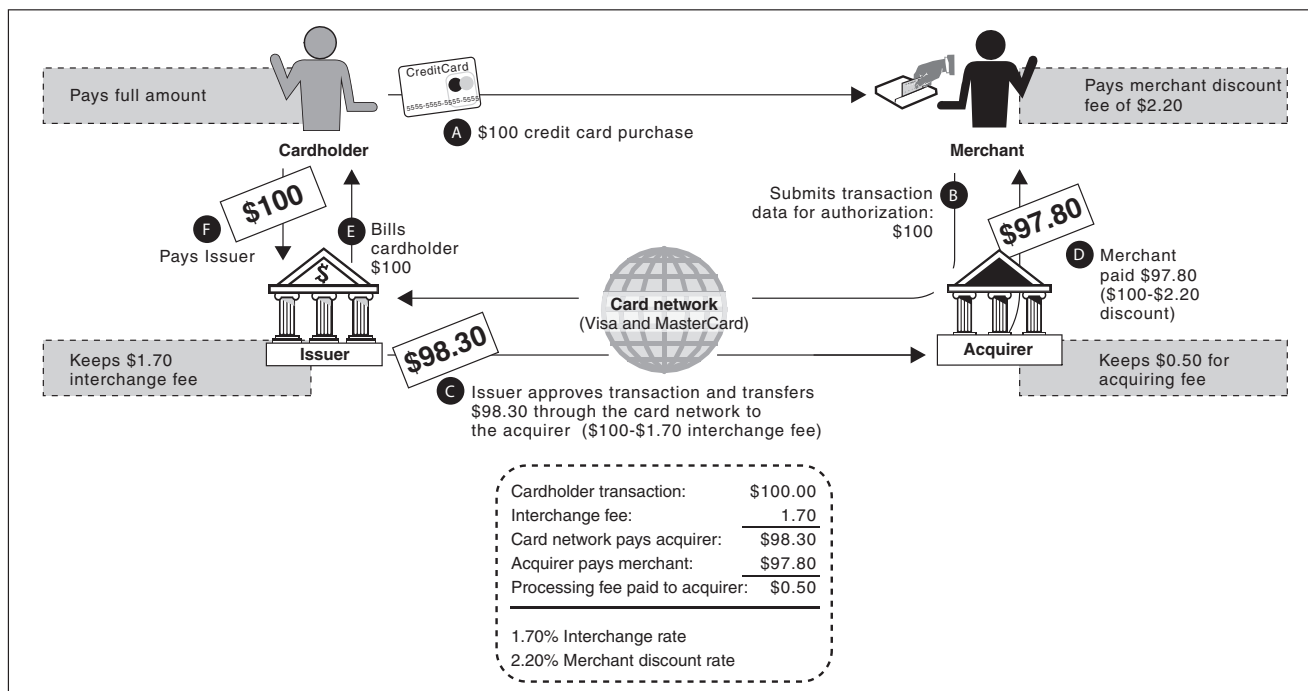 Pays full amount
CreditCard
5555-5555-5555-5555
A $100 credit card purchase
Pays merchant discount
fee of $2.20
Cardholder
Merchant
$100
F
Pays Issuer
E Bills
cardholder
$100
Submits transaction
data for authorization:
$100
B
$97.80
D Merchant
paid $97.80
($100-$2.20
discount)
$
Card network
(Visa and MasterCard)
Issuer
$98.30
Acquirer
Keeps $1.70
interchange fee
Keeps $0.50 for
acquiring fee
C Issuer approves transaction and transfers
$98.30 through the card network to
the acquirer ($100-$1.70 interchange fee)
Cardholder transaction: $100.00
Interchange fee: 1.70
Card network pays acquirer: $98.30
Acquirer pays merchant: $97.80
Processing fee paid to acquirer: $0.50
1.70% Interchange rate
2.20% Merchant discount rate